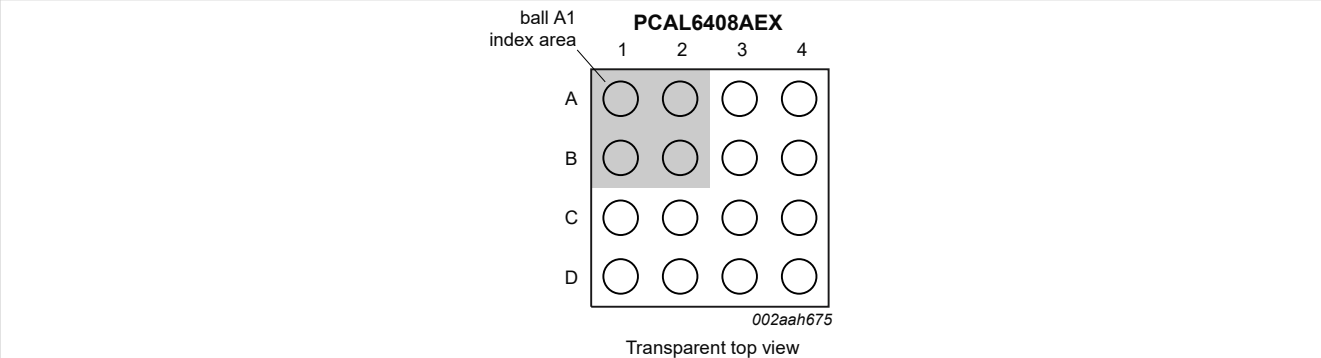 ball A1
index area
PCAL6408AEX
1 2 3 4
A
B
C
D
002aah675
Transparent top view